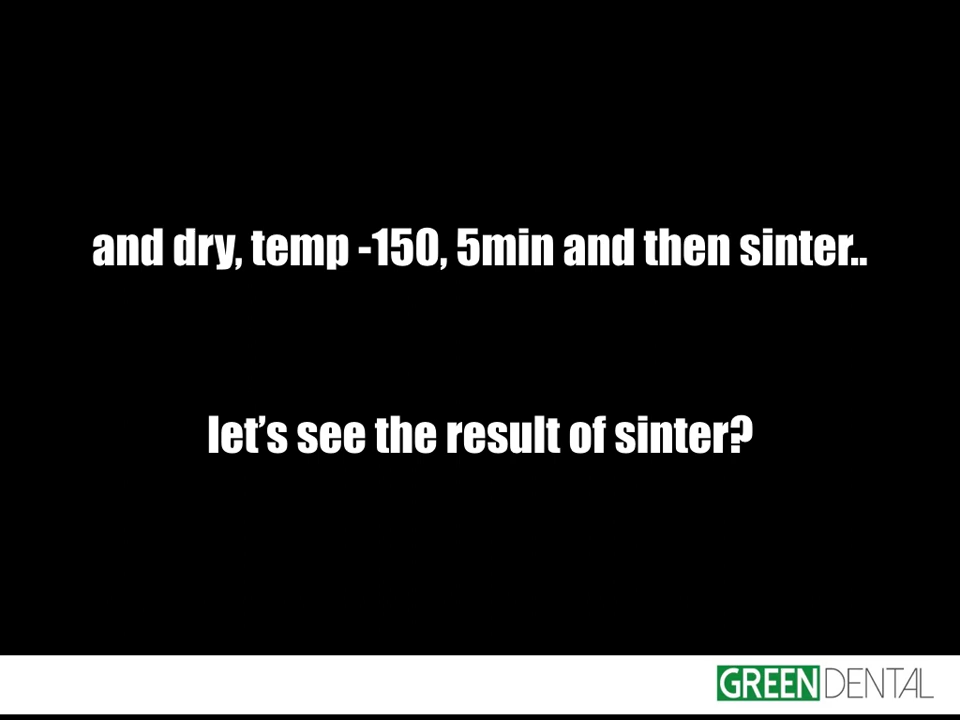 and dry, temp -150, 5min and then sinter..
let’s see the result of sinter?
GREENDENTAL